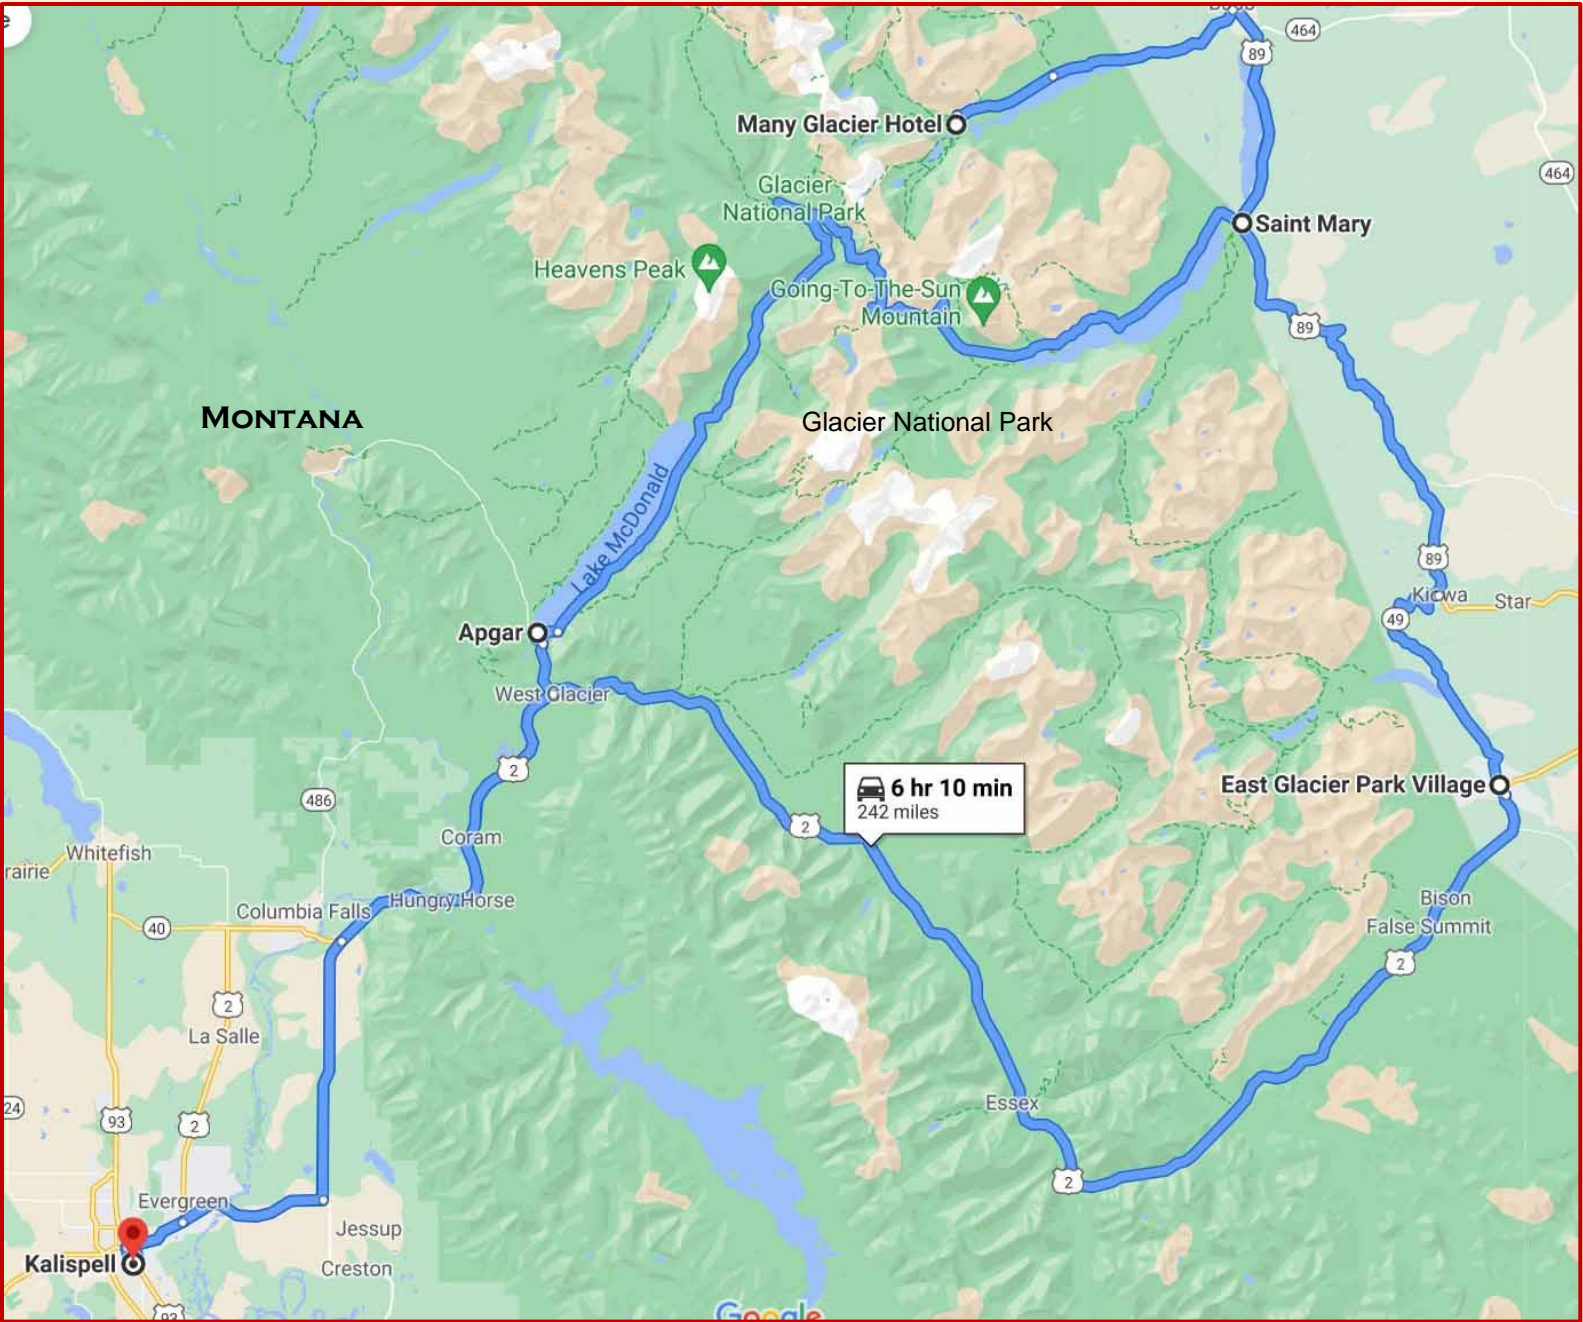 464
89
Many Glacier Hotel
464
Glacier
National Park
Saint Mary
Heavens Peak
Going-To-The-Sun
Mountain
89
MONTANA
Glacier National Park
Lake McDonald
89
Kiowa
Star
49
Apgar
West Glacier
2
6 hr 10 min
242 miles
East Glacier Park Village
486
2
Coram
Whitefish
rairie
Hungry Horse
Columbia Falls
40
Bison
False Summit
2
2
La Salle
Essex
24
93
2
2
Evergreen
Jessup
Kalispell
Creston
93
Google